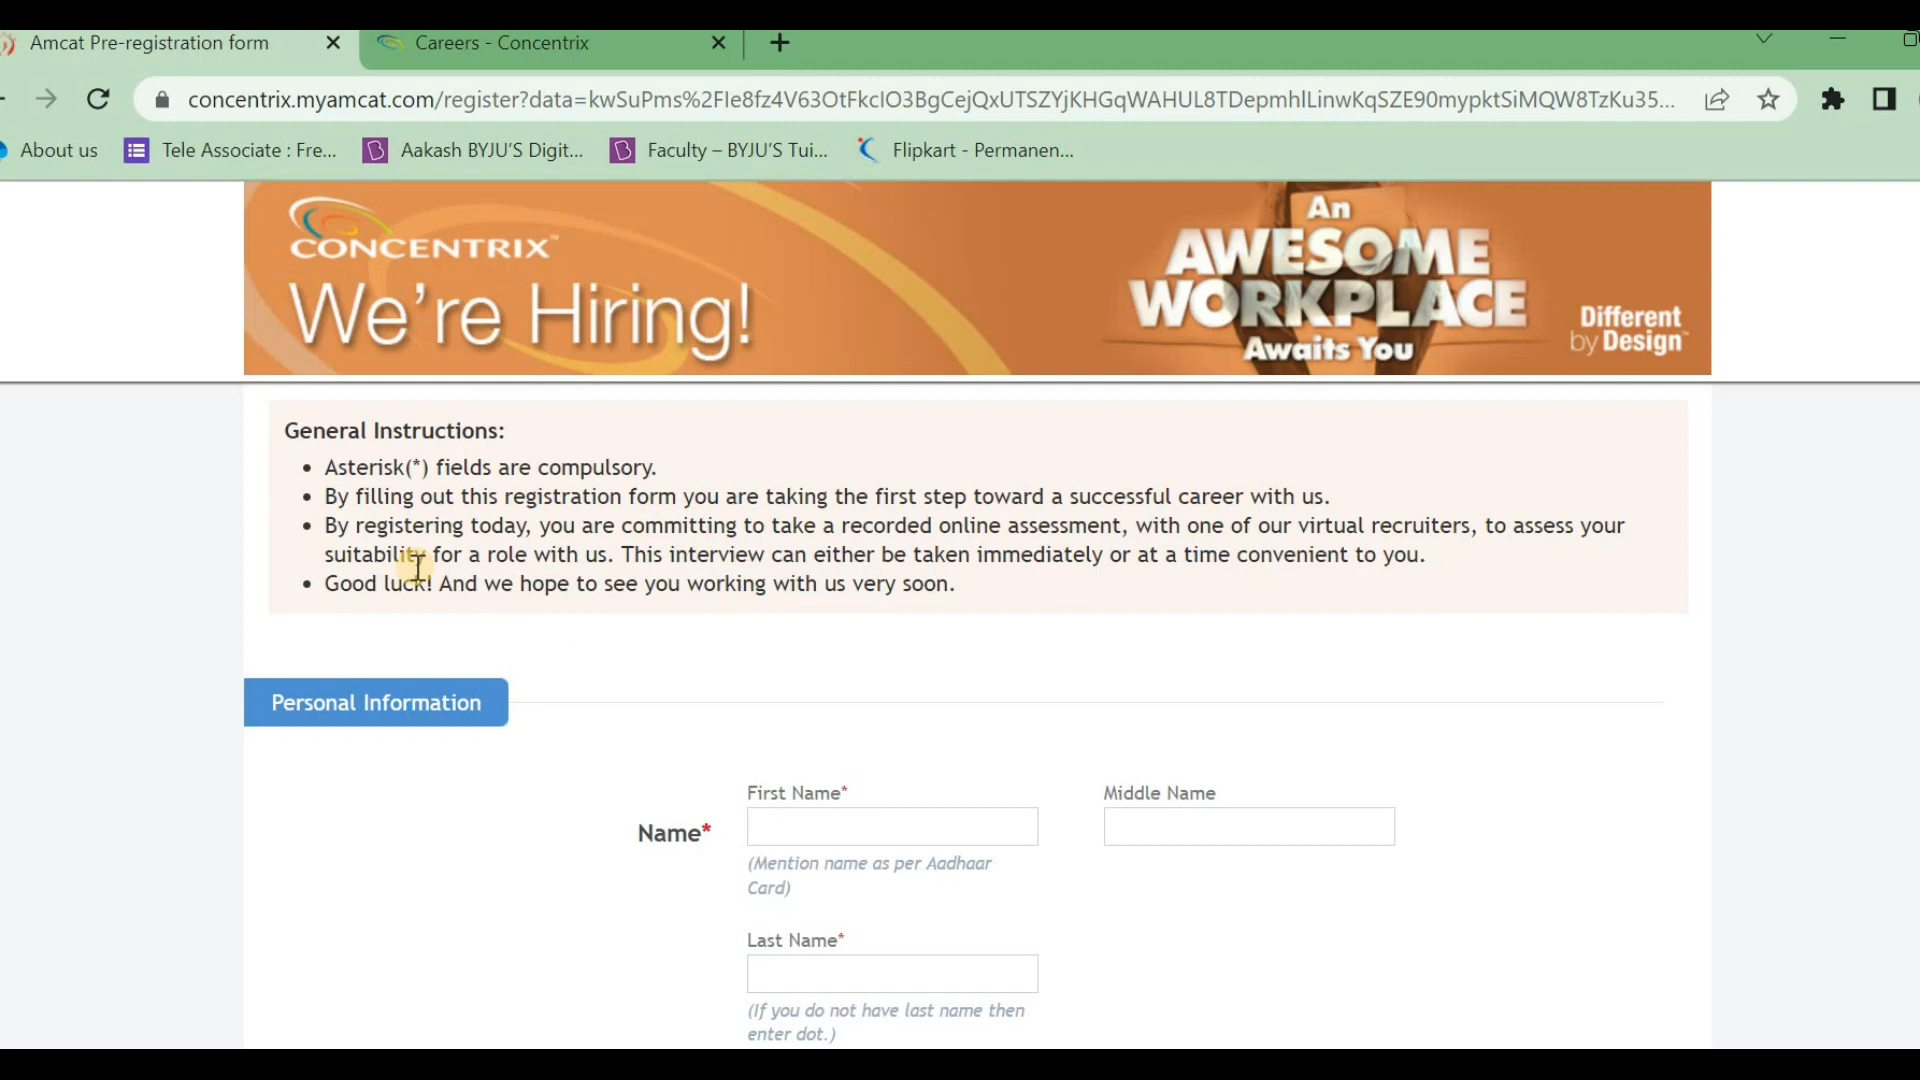 Amcat Pre-registration form
Careers - Concentrix
concentrix.myamcat.com/register?data=kwSuPms%2FIe8fz4V63OtFkcIO3BgCejQxUTSZYjKHGqWAHUL8TDepmhlLinwKqSZE90mypktSiMQW8TzKu35...
About us
Tele Associate : Fre...
Aakash BYJU'S Digit...
Faculty – BYJU'S Tui...
Flipkart - Permanen...
CONCENTRIX™
We're Hiring!
An
AWESOME
WORKPLACE
Awaits You
Different
by Design™
General Instructions:
• Asterisk(*) fields are compulsory.
• By filling out this registration form you are taking the first step toward a successful career with us.
• By registering today, you are committing to take a recorded online assessment, with one of our virtual recruiters, to assess your
suitability for a role with us. This interview can either be taken immediately or at a time convenient to you.
• Good luck! And we hope to see you working with us very soon.
Personal Information
First Name*
Middle Name
Name*
(Mention name as per Aadhaar
Card)
Last Name*
(If you do not have last name then
enter dot.)